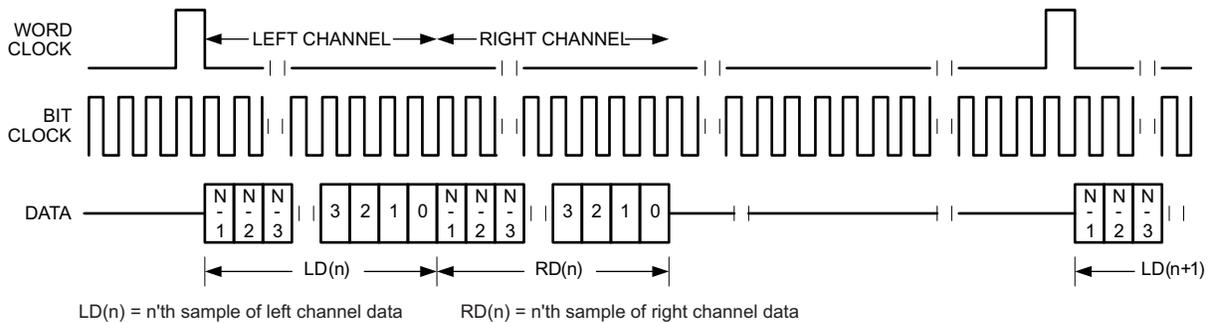 WORD
CLOCK
LEFT CHANNEL
RIGHT CHANNEL
BIT
CLOCK
DATA
N
-
1
N
-
2
N
-
3
3
2
1
0
N
-
1
N
-
2
N
-
3
3
2
1
0
N
-
1
N
-
2
N
-
3
LD(n)
RD(n)
LD(n+1)
LD(n) = n'th sample of left channel data
RD(n) = n'th sample of right channel data